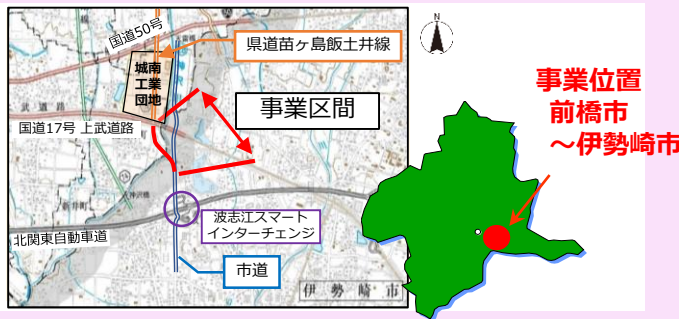 国道50号
県道苗ヶ島飯土井線
城南
工業
団地
事業区間
武道路
国道17号 上武道路
波志江スマート
インターチェンジ
北関東自動車道
市道
伊勢崎市
N
事業位置
前橋市
～伊勢崎市